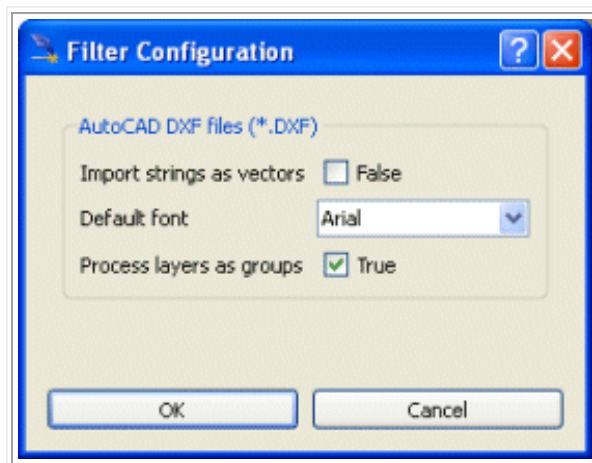 Filter Configuration
AutoCAD DXF files (*.DXF)
Import strings as vectors False
Default font Arial
Process layers as groups True
OK Cancel